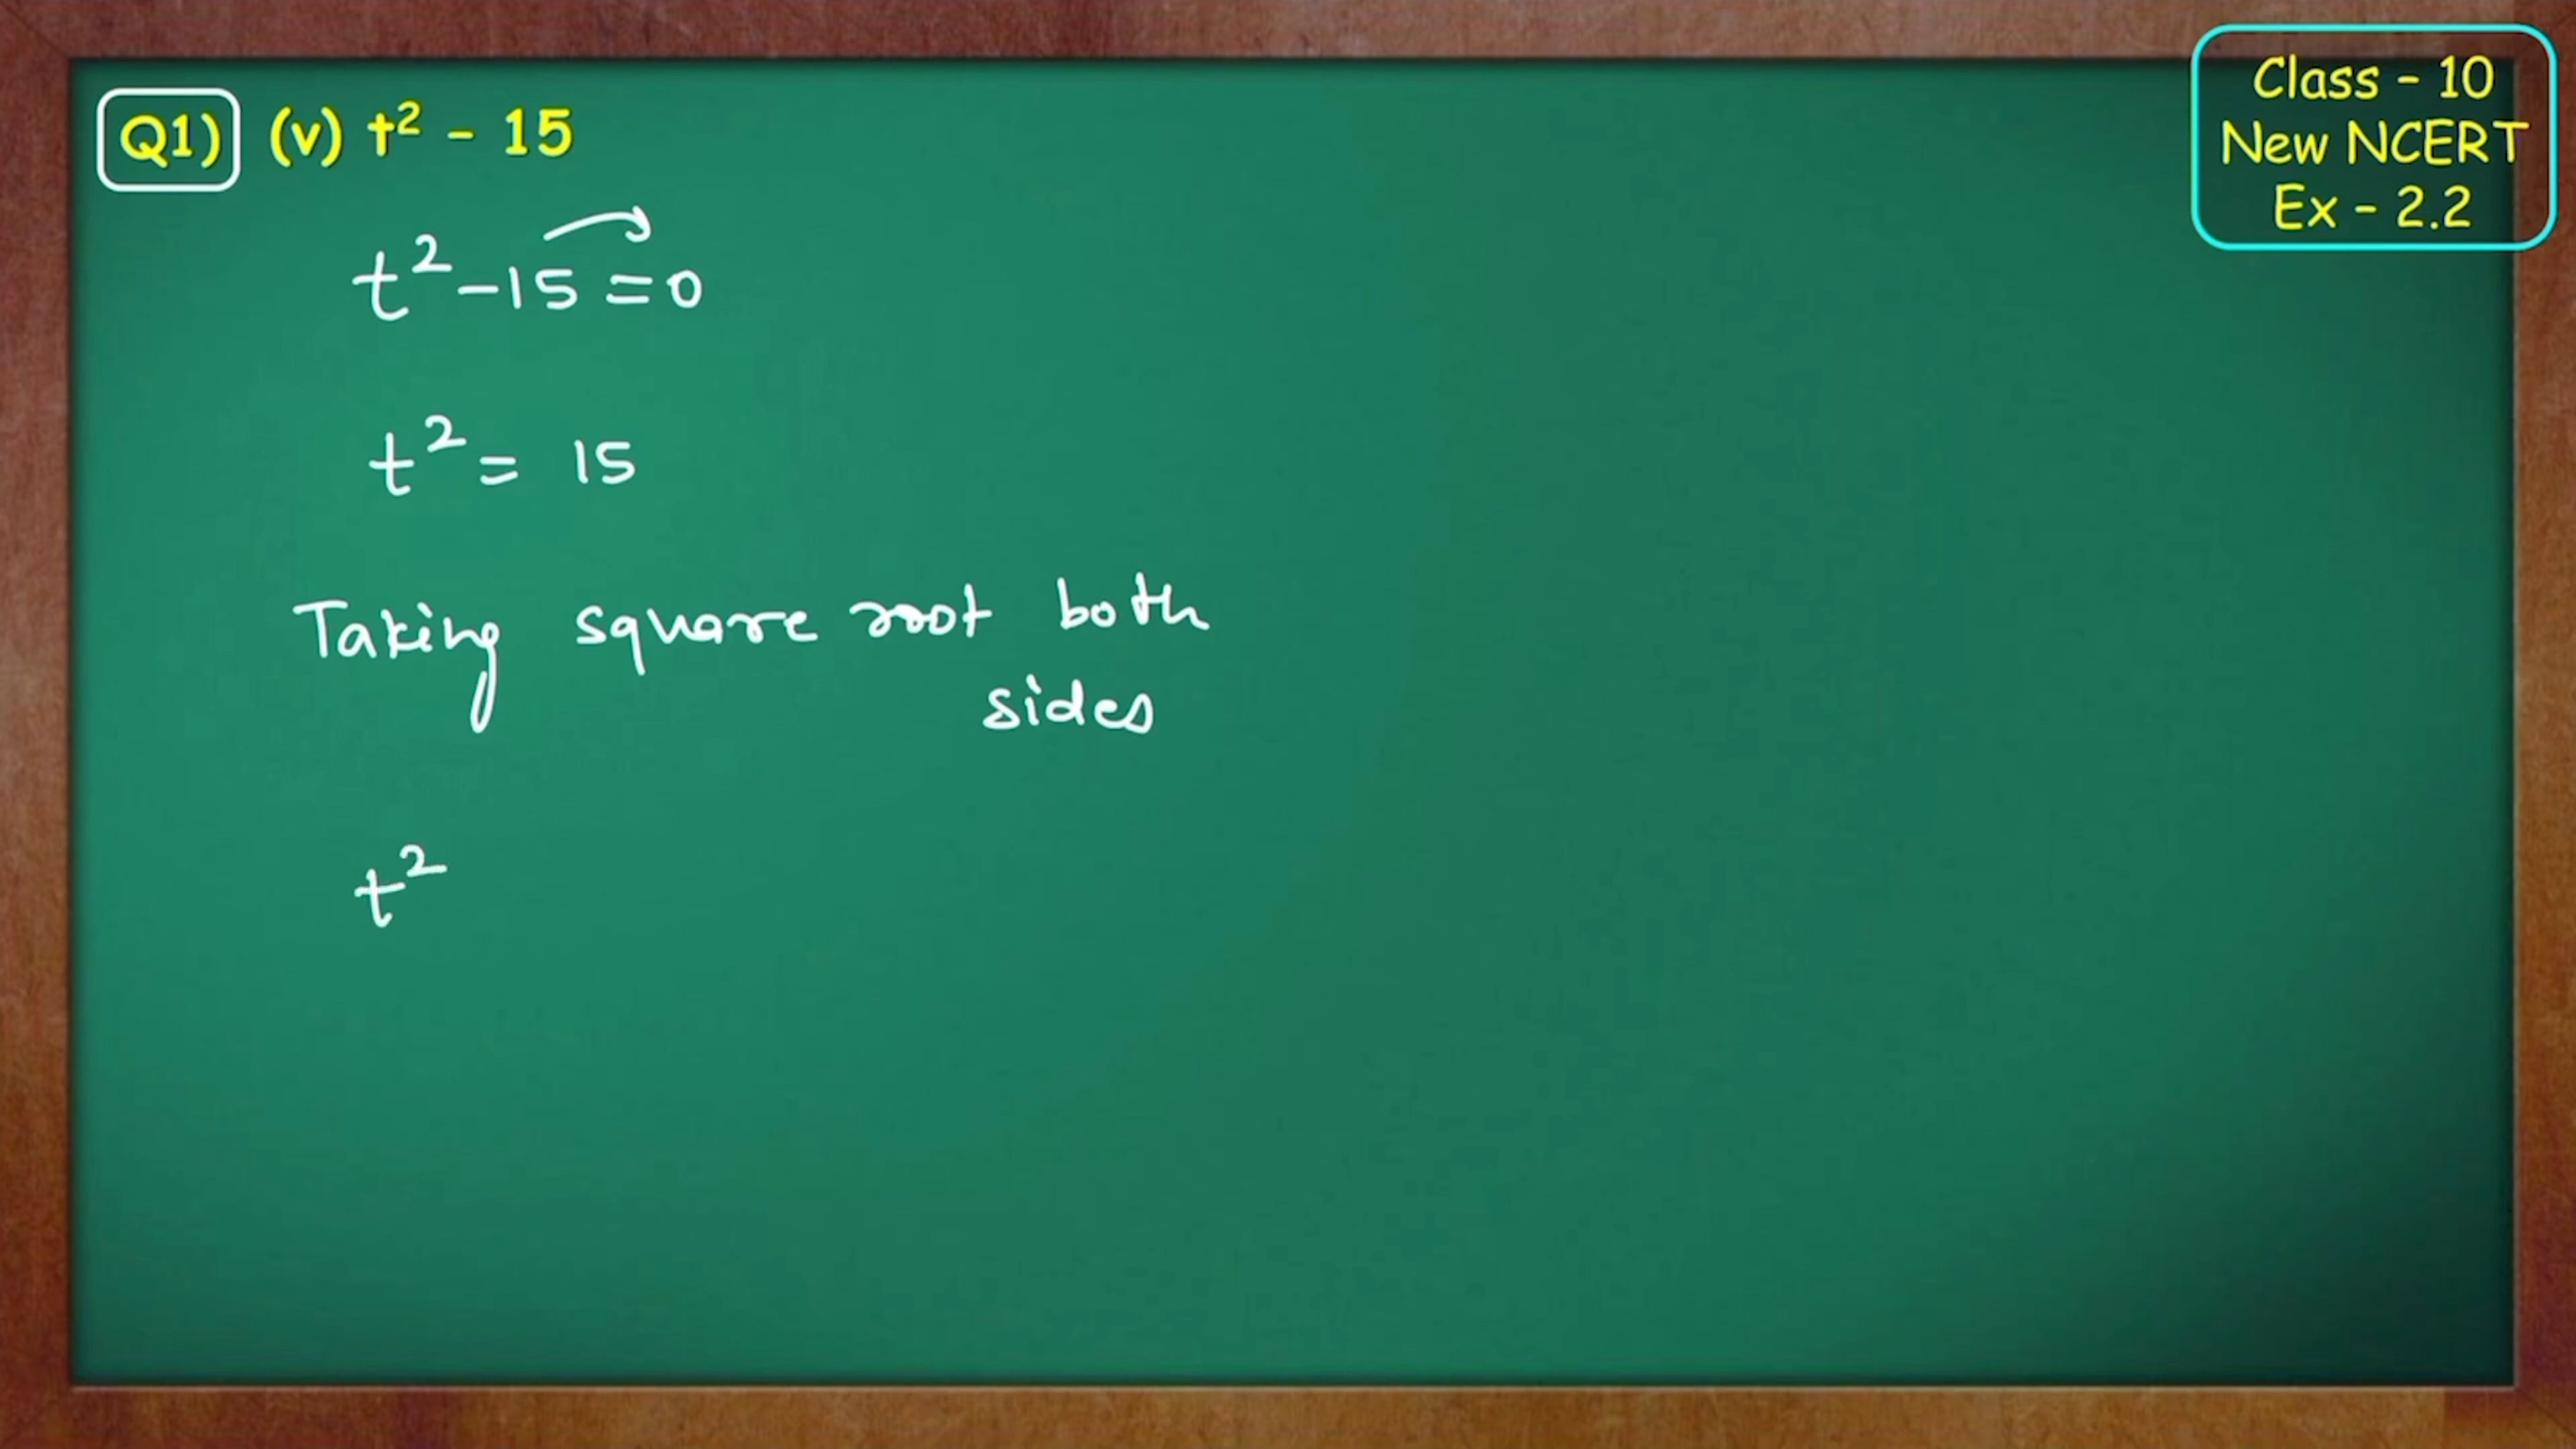 Q1) (v) t² - 15
Class - 10
New NCERT
Ex - 2.2
t² - 15 = 0
t² = 15
Taking square root both
sides
t²